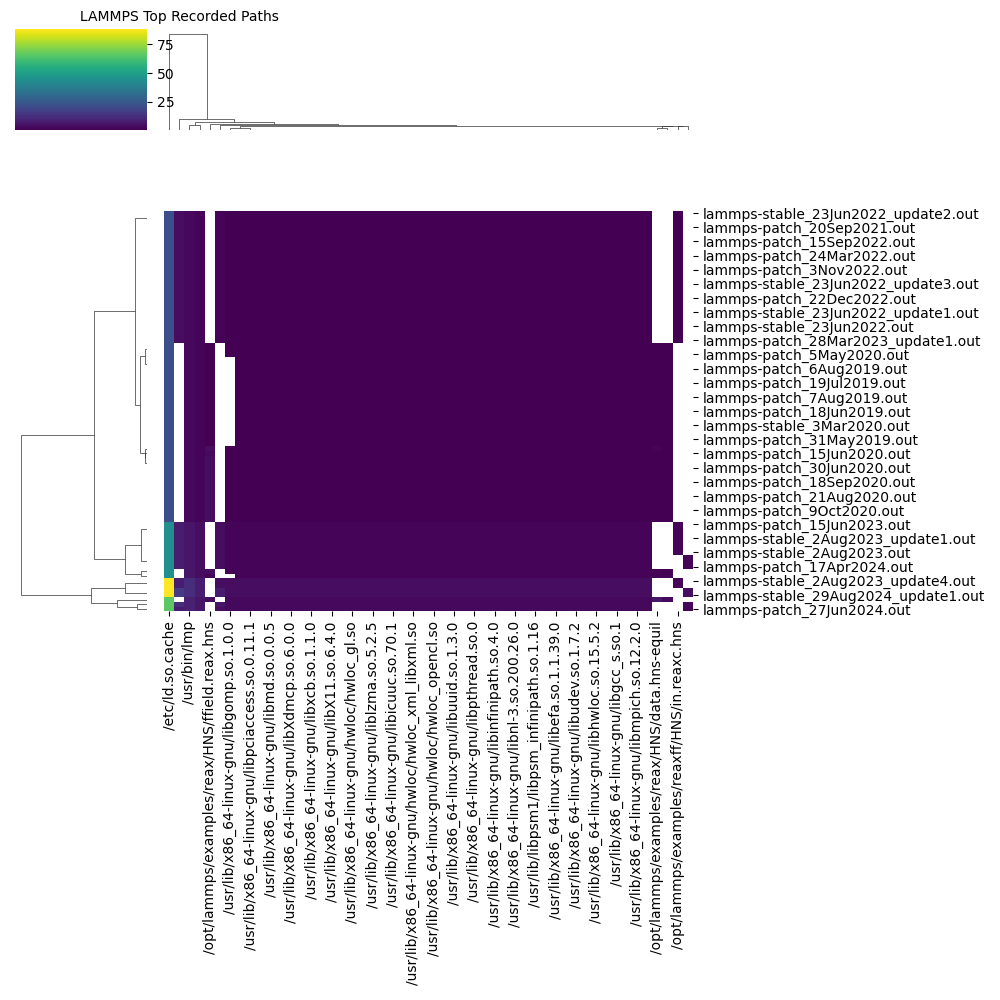 LAMMPS Top Recorded Paths
75
50
25
lammps-stable_23Jun2022_update2.out
lammps-patch_20Sep2021.out
lammps-patch_15Sep2022.out
lammps-patch_24Mar2022.out
lammps-patch_3Nov2022.out
lammps-stable_23Jun2022_update3.out
lammps-patch_22Dec2022.out
lammps-stable_23Jun2022_update1.out
lammps-stable_23Jun2022.out
lammps-patch_28Mar2023_update1.out
lammps-patch_5May2020.out
lammps-patch_6Aug2019.out
lammps-patch_19Jul2019.out
lammps-patch_7Aug2019.out
lammps-patch_18Jun2019.out
lammps-stable_3Mar2020.out
lammps-patch_31May2019.out
lammps-patch_15Jun2020.out
lammps-patch_30Jun2020.out
lammps-patch_18Sep2020.out
lammps-patch_21Aug2020.out
lammps-patch_9Oct2020.out
lammps-patch_15Jun2023.out
lammps-stable_2Aug2023_update1.out
lammps-stable_2Aug2023.out
lammps-patch_17Apr2024.out
lammps-stable_2Aug2023_update4.out
lammps-stable_29Aug2024_update1.out
lammps-patch_27Jun2024.out
/etc/ld.so.cache
/usr/bin/lmp
/opt/lammps/examples/reax/HNS/ffield.reax.hns
/usr/lib/x86_64-linux-gnu/libgomp.so.1.0.0
/usr/lib/x86_64-linux-gnu/libpciaccess.so.0.11.1
/usr/lib/x86_64-linux-gnu/libmd.so.0.0.5
/usr/lib/x86_64-linux-gnu/libXdmcp.so.6.0.0
/usr/lib/x86_64-linux-gnu/libxcb.so.1.1.0
/usr/lib/x86_64-linux-gnu/libX11.so.6.4.0
/usr/lib/x86_64-linux-gnu/hwloc/hwloc_gl.so
/usr/lib/x86_64-linux-gnu/liblzma.so.5.2.5
/usr/lib/x86_64-linux-gnu/libicuuc.so.70.1
/usr/lib/x86_64-linux-gnu/hwloc/hwloc_xml_libxml.so
/usr/lib/x86_64-linux-gnu/hwloc/hwloc_opencl.so
/usr/lib/x86_64-linux-gnu/libuuid.so.1.3.0
/usr/lib/x86_64-linux-gnu/libpthread.so.0
/usr/lib/x86_64-linux-gnu/libinfinipath.so.4.0
/usr/lib/x86_64-linux-gnu/libnl-3.so.200.26.0
/usr/lib/libpsm1/libpsm_infinipath.so.1.16
/usr/lib/x86_64-linux-gnu/libefa.so.1.1.39.0
/usr/lib/x86_64-linux-gnu/libudev.so.1.7.2
/usr/lib/x86_64-linux-gnu/libhwloc.so.15.5.2
/usr/lib/x86_64-linux-gnu/libgcc_s.so.1
/usr/lib/x86_64-linux-gnu/libmpich.so.12.2.0
/opt/lammps/examples/reax/HNS/data.hns-equil
/opt/lammps/examples/reaxff/HNS/in.reaxc.hns